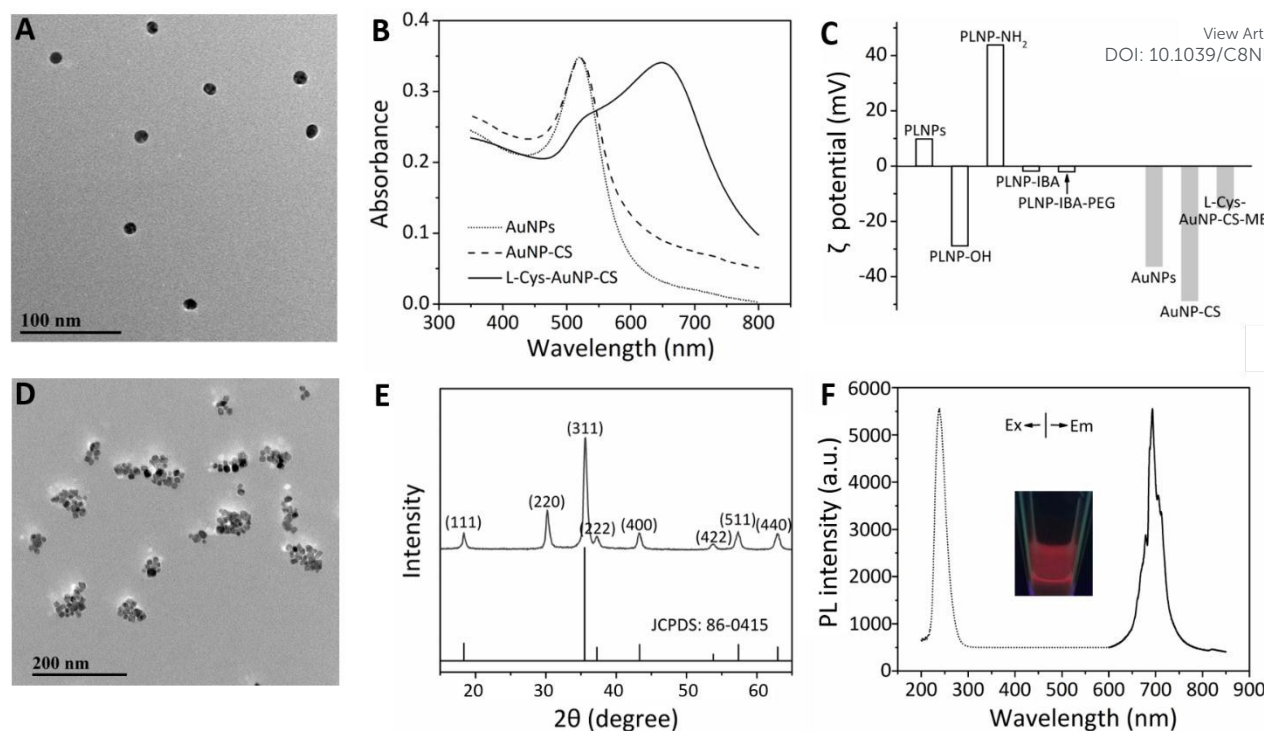 A
100 nm
B
Absorbance
0.4
0.3
0.2
0.1
0.0
AuNPs
AuNP-CS
L-Cys-AuNP-CS
300 400 500 600 700 800
Wavelength (nm)
C
View Art
DOI: 10.1039/C8N
ζ potential (mV)
40
20
0
-20
-40
PLNP-NH2
PLNPs
PLNP-IBA
PLNP-IBA-PEG
PLNP-OH
L-Cys-
AuNP-CS-MB
AuNPs
AuNP-CS
D
200 nm
E
Intensity
(111)
(220)
(311)
(222)
(400)
(422)
(511)
(440)
JCPDS: 86-0415
20 30 40 50 60
2θ (degree)
F
PL intensity (a.u.)
6000
5000
4000
3000
2000
1000
0
Ex Em
200 300 400 500 600 700 800 900
Wavelength (nm)